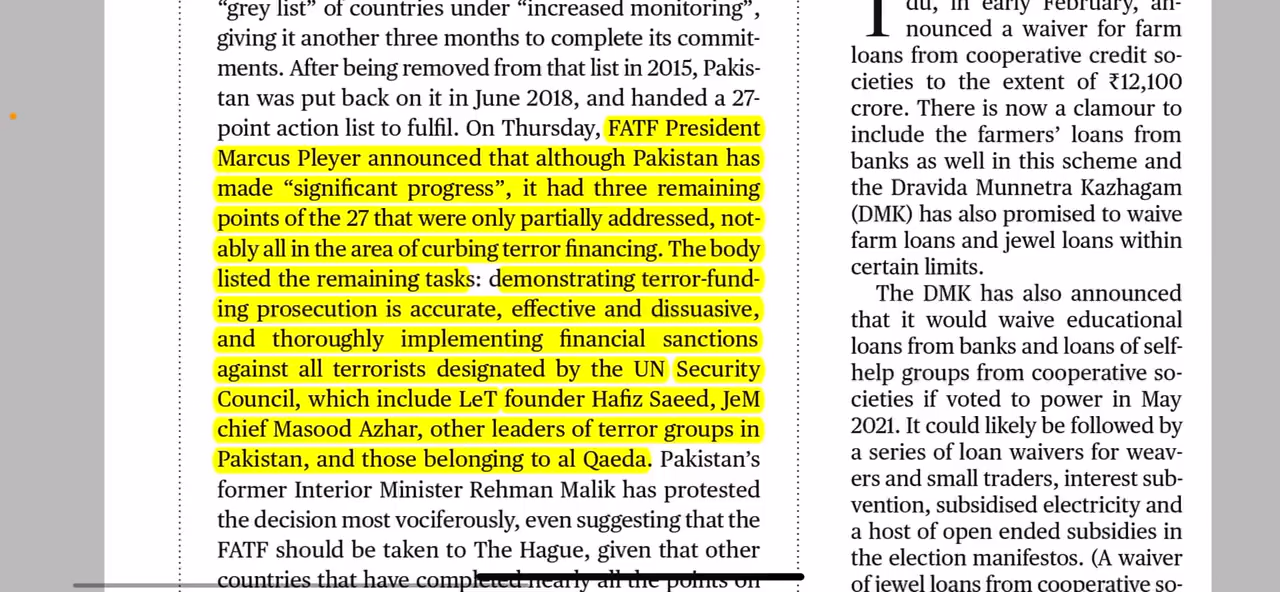 "grey list" of countries under "increased monitoring",
giving it another three months to complete its commit-
ments. After being removed from that list in 2015, Pakis-
tan was put back on it in June 2018, and handed a 27-
point action list to fulfil. On Thursday, FATF President
Marcus Pleyer announced that although Pakistan has
made "significant progress", it had three remaining
points of the 27 that were only partially addressed, not-
ably all in the area of curbing terror financing. The body
listed the remaining tasks: demonstrating terror-fund-
ing prosecution is accurate, effective and dissuasive,
and thoroughly implementing financial sanctions
against all terrorists designated by the UN Security
Council, which include LeT founder Hafiz Saeed, JeM
chief Masood Azhar, other leaders of terror groups in
Pakistan, and those belonging to al Qaeda. Pakistan's
former Interior Minister Rehman Malik has protested
the decision most vociferously, even suggesting that the
FATF should be taken to The Hague, given that other
countries that have completed nearly all the points on
du, in early February, an-
nounced a waiver for farm
loans from cooperative credit so-
cieties to the extent of ₹12,100
crore. There is now a clamour to
include the farmers' loans from
banks as well in this scheme and
the Dravida Munnetra Kazhagam
(DMK) has also promised to waive
farm loans and jewel loans within
certain limits.
The DMK has also announced
that it would waive educational
loans from banks and loans of self-
help groups from cooperative so-
cieties if voted to power in May
2021. It could likely be followed by
a series of loan waivers for weav-
ers and small traders, interest sub-
vention, subsidised electricity and
a host of open ended subsidies in
the election manifestos. (A waiver
of jewel loans from cooperative so-